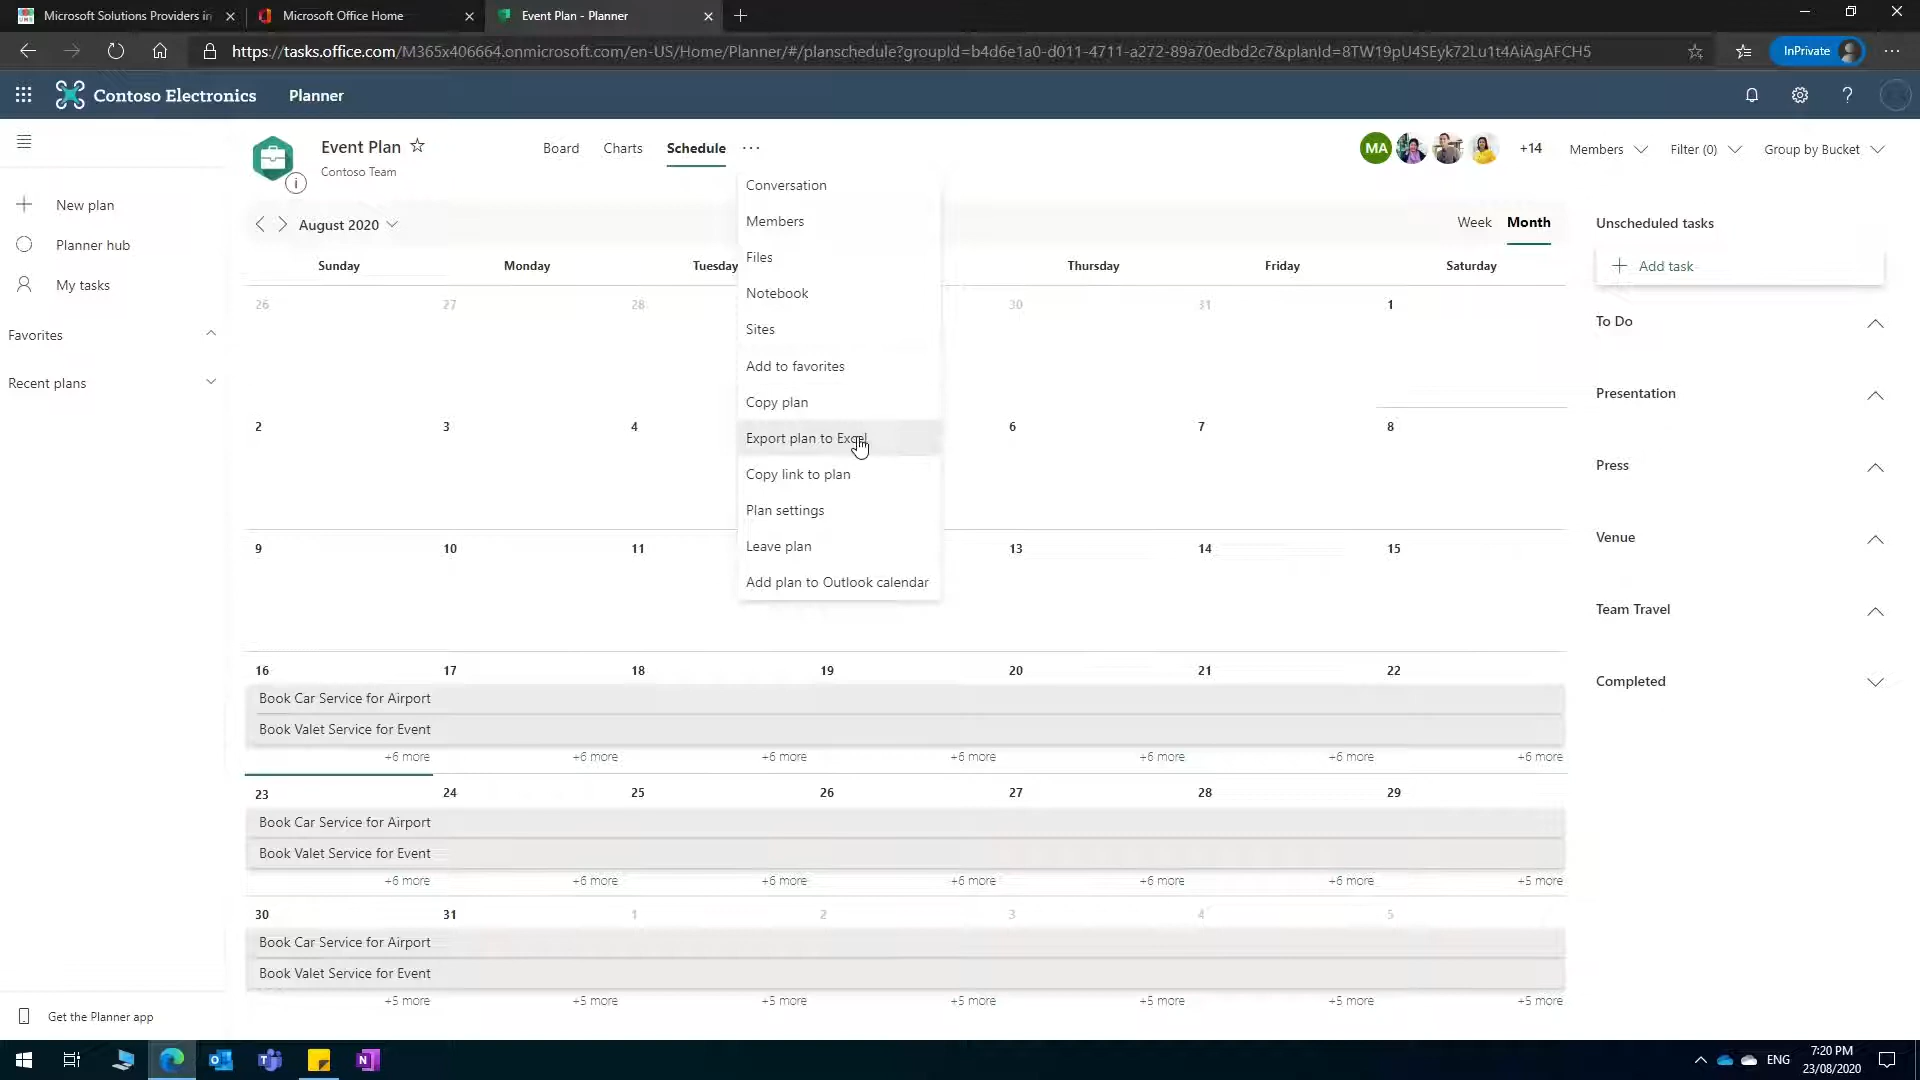 Microsoft Solutions Providers in
Microsoft Office Home
Event Plan - Planner
https://tasks.office.com/M365x406664.onmicrosoft.com/en-US/Home/Planner/#/planschedule?groupId=b4d6e1a0-d011-4711-a272-89a70edbd2c7&planId=8TW19pU4SEyk72Lu1t4AiAgAFCH5
InPrivate
Contoso Electronics
Planner
Event Plan
Contoso Team
Board
Charts
Schedule
MA
+14
Members
Filter (0)
Group by Bucket
New plan
Planner hub
My tasks
Favorites
Recent plans
Get the Planner app
August 2020
Week
Month
Sunday
Monday
Tuesday
Thursday
Friday
Saturday
26
27
28
30
31
1
2
3
4
6
7
8
9
10
11
13
14
15
Conversation
Members
Files
Notebook
Sites
Add to favorites
Copy plan
Export plan to Excel
Copy link to plan
Plan settings
Leave plan
Add plan to Outlook calendar
16
17
18
19
20
21
22
Book Car Service for Airport
Book Valet Service for Event
+6 more
+6 more
+6 more
+6 more
+6 more
+6 more
+6 more
23
24
25
26
27
28
29
Book Car Service for Airport
Book Valet Service for Event
+6 more
+6 more
+6 more
+6 more
+6 more
+6 more
+5 more
30
31
1
2
3
4
5
Book Car Service for Airport
Book Valet Service for Event
+5 more
+5 more
+5 more
+5 more
+5 more
+5 more
+5 more
Unscheduled tasks
Add task
To Do
Presentation
Press
Venue
Team Travel
Completed
ENG
7:20 PM
23/08/2020